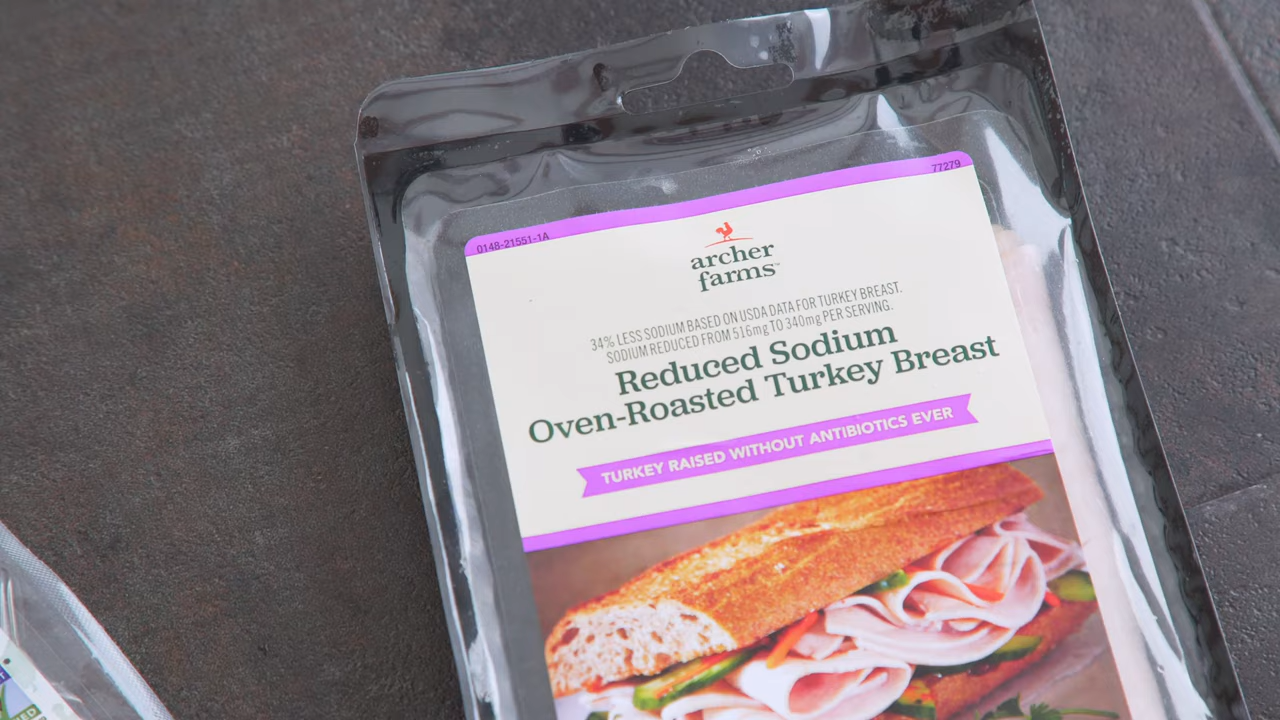 0148-21551-1A
77279
archer
farms™
34% LESS SODIUM BASED ON USDA DATA FOR TURKEY BREAST.
SODIUM REDUCED FROM 516mg TO 340mg PER SERVING.
Reduced Sodium
Oven-Roasted Turkey Breast
TURKEY RAISED WITHOUT ANTIBIOTICS EVER